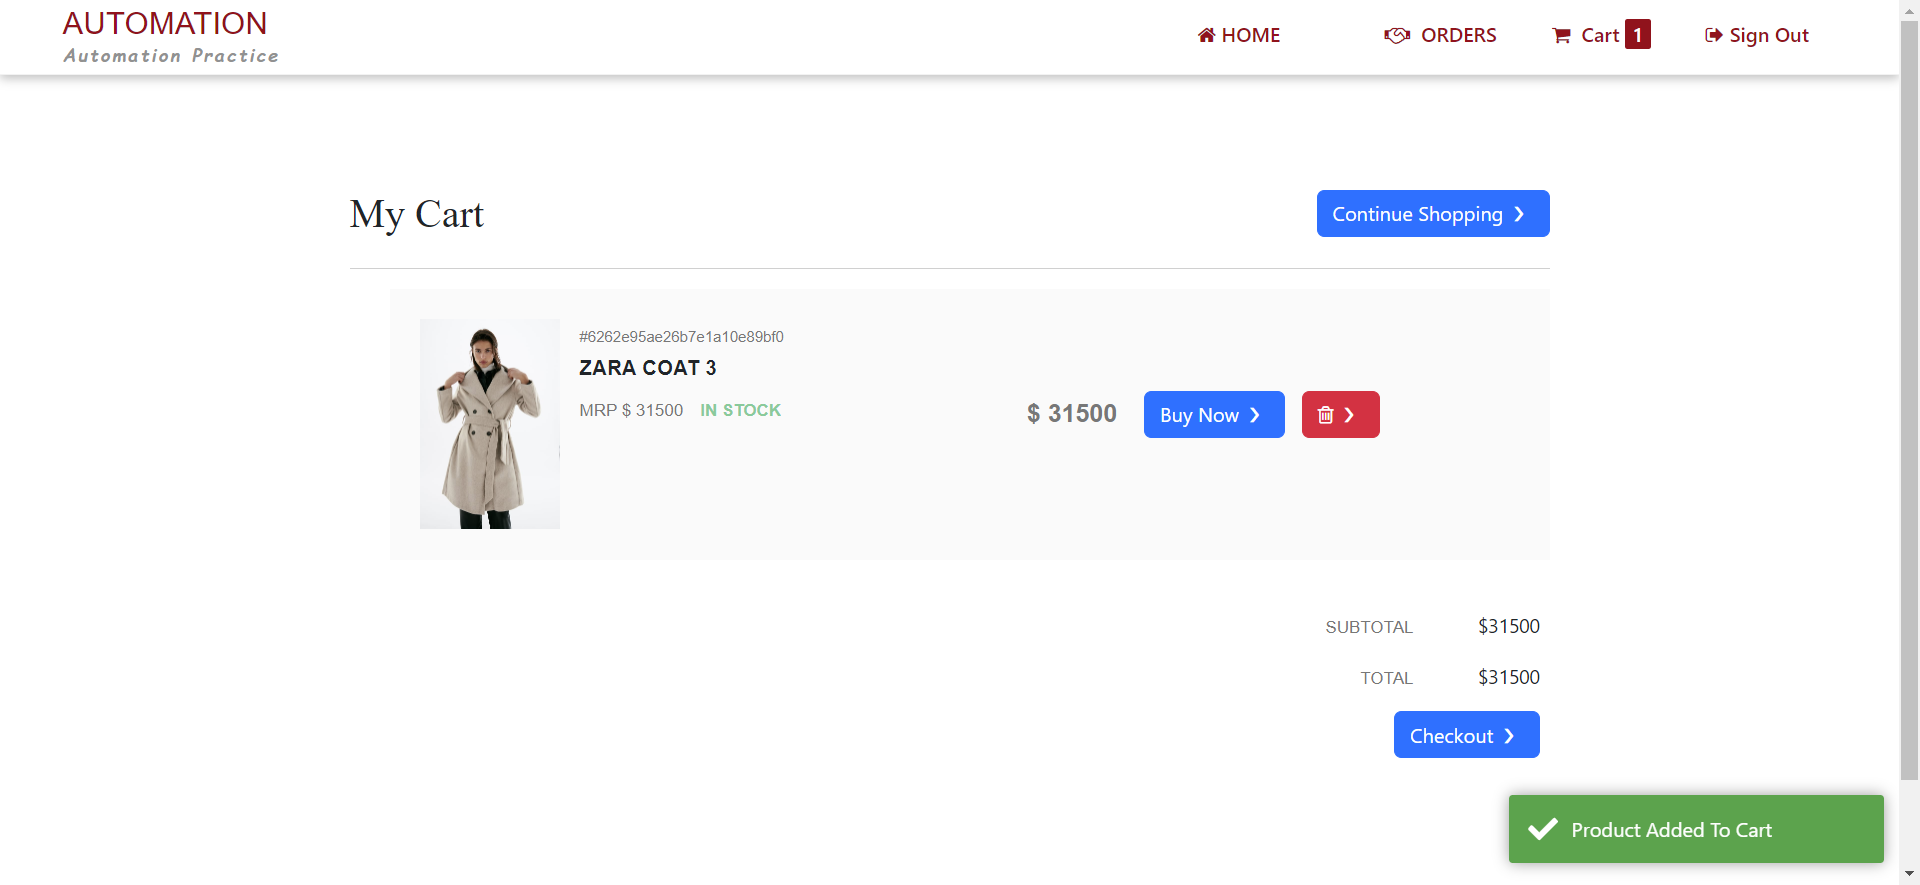 AUTOMATION
Automation Practice
HOME
ORDERS
Cart 1
Sign Out
My Cart
Continue Shopping
#6262e95ae26b7e1a10e89bf0
ZARA COAT 3
MRP $ 31500 IN STOCK
$ 31500
Buy Now
SUBTOTAL $31500
TOTAL $31500
Checkout
Product Added To Cart